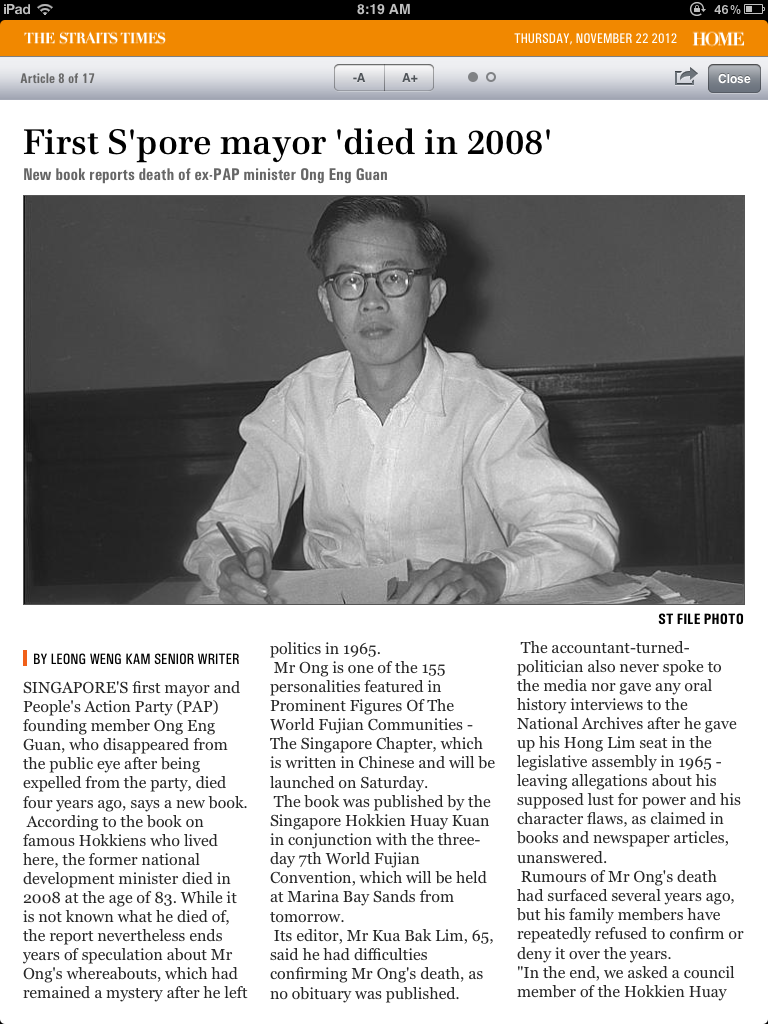 iPad 8:19 AM 46%
THE STRAITS TIMES THURSDAY, NOVEMBER 22 2012 HOME
Article 8 of 17 -A A+ Close
First S'pore mayor 'died in 2008'
New book reports death of ex-PAP minister Ong Eng Guan
ST FILE PHOTO
BY LEONG WENG KAM SENIOR WRITER
SINGAPORE'S first mayor and
People's Action Party (PAP)
founding member Ong Eng
Guan, who disappeared from
the public eye after being
expelled from the party, died
four years ago, says a new book.
According to the book on
famous Hokkiens who lived
here, the former national
development minister died in
2008 at the age of 83. While it
is not known what he died of,
the report nevertheless ends
years of speculation about Mr
Ong's whereabouts, which had
remained a mystery after he left
politics in 1965.
Mr Ong is one of the 155
personalities featured in
Prominent Figures Of The
World Fujian Communities -
The Singapore Chapter, which
is written in Chinese and will be
launched on Saturday.
The book was published by the
Singapore Hokkien Huay Kuan
in conjunction with the three-
day 7th World Fujian
Convention, which will be held
at Marina Bay Sands from
tomorrow.
Its editor, Mr Kua Bak Lim, 65,
said he had difficulties
confirming Mr Ong's death, as
no obituary was published.
The accountant-turned-
politician also never spoke to
the media nor gave any oral
history interviews to the
National Archives after he gave
up his Hong Lim seat in the
legislative assembly in 1965 -
leaving allegations about his
supposed lust for power and his
character flaws, as claimed in
books and newspaper articles,
unanswered.
Rumours of Mr Ong's death
had surfaced several years ago,
but his family members have
repeatedly refused to confirm or
deny it over the years.
"In the end, we asked a council
member of the Hokkien Huay